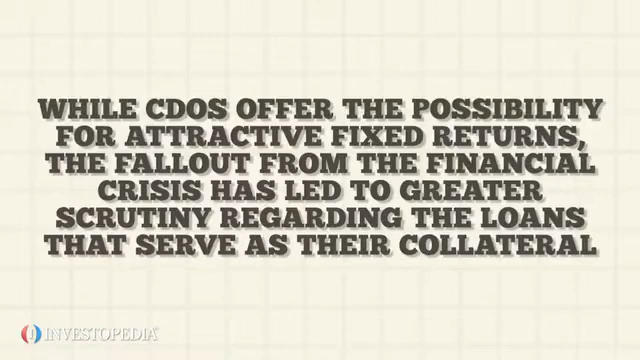 WHILE CDOS OFFER THE POSSIBILITY
FOR ATTRACTIVE FIXED RETURNS,
THE FALLOUT FROM THE FINANCIAL
CRISIS HAS LED TO GREATER
SCRUTINY REGARDING THE LOANS
THAT SERVE AS THEIR COLLATERAL
INVESTOPEDIA